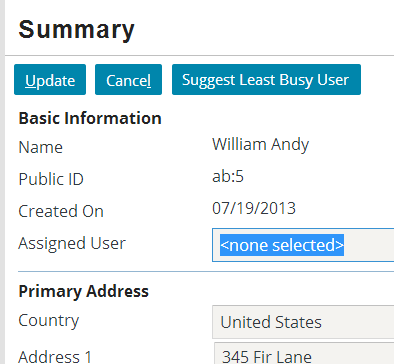 Summary
Update Cancel Suggest Least Busy User
Basic Information
Name William Andy
Public ID ab:5
Created On 07/19/2013
Assigned User <none selected>
Primary Address
Country United States
Address 1 345 Fir Lane